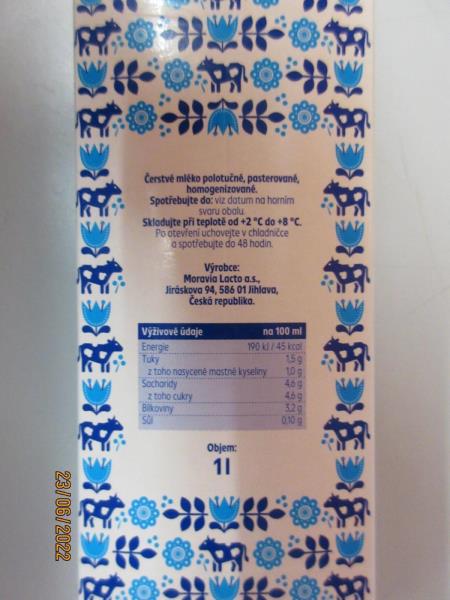 Čerstvé mléko polotučné, pasterované,
homogenizované.
Spotřebujte do: viz datum na horním
svaru obalu.
Skladujte při teplotě od +2 °C do +8 °C.
Po otevření uchovejte v chladničce
a spotřebujte do 48 hodin.
Výrobce:
Moravia Lacto a.s.,
Jiráskova 94, 586 01 Jihlava,
Česká republika.
Výživové údaje na 100 ml
Energie 190 kJ / 45 kcal
Tuky 1,5 g
z toho nasycené mastné kyseliny 1,0 g
Sacharidy 4,6 g
z toho cukry 4,6 g
Bílkoviny 3,2 g
Sůl 0,10 g
Objem:
1l
23/06/2022